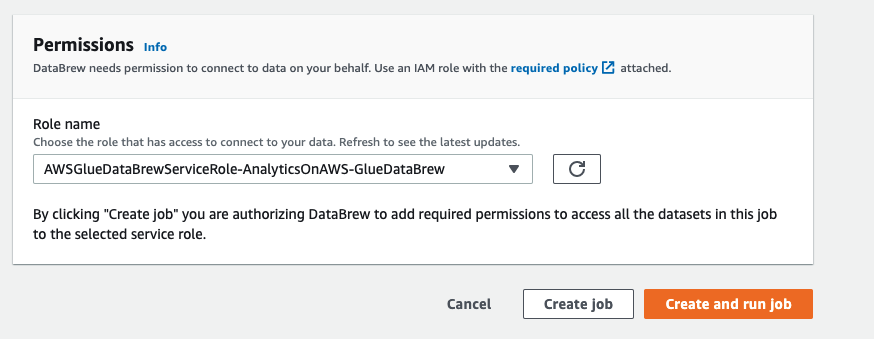 Permissions Info
DataBrew needs permission to connect to data on your behalf. Use an IAM role with the required policy attached.
Role name
Choose the role that has access to connect to your data. Refresh to see the latest updates.
AWSGlueDataBrewServiceRole-AnalyticsOnAWS-GlueDataBrew
By clicking "Create job" you are authorizing DataBrew to add required permissions to access all the datasets in this job
to the selected service role.
Cancel Create job Create and run job